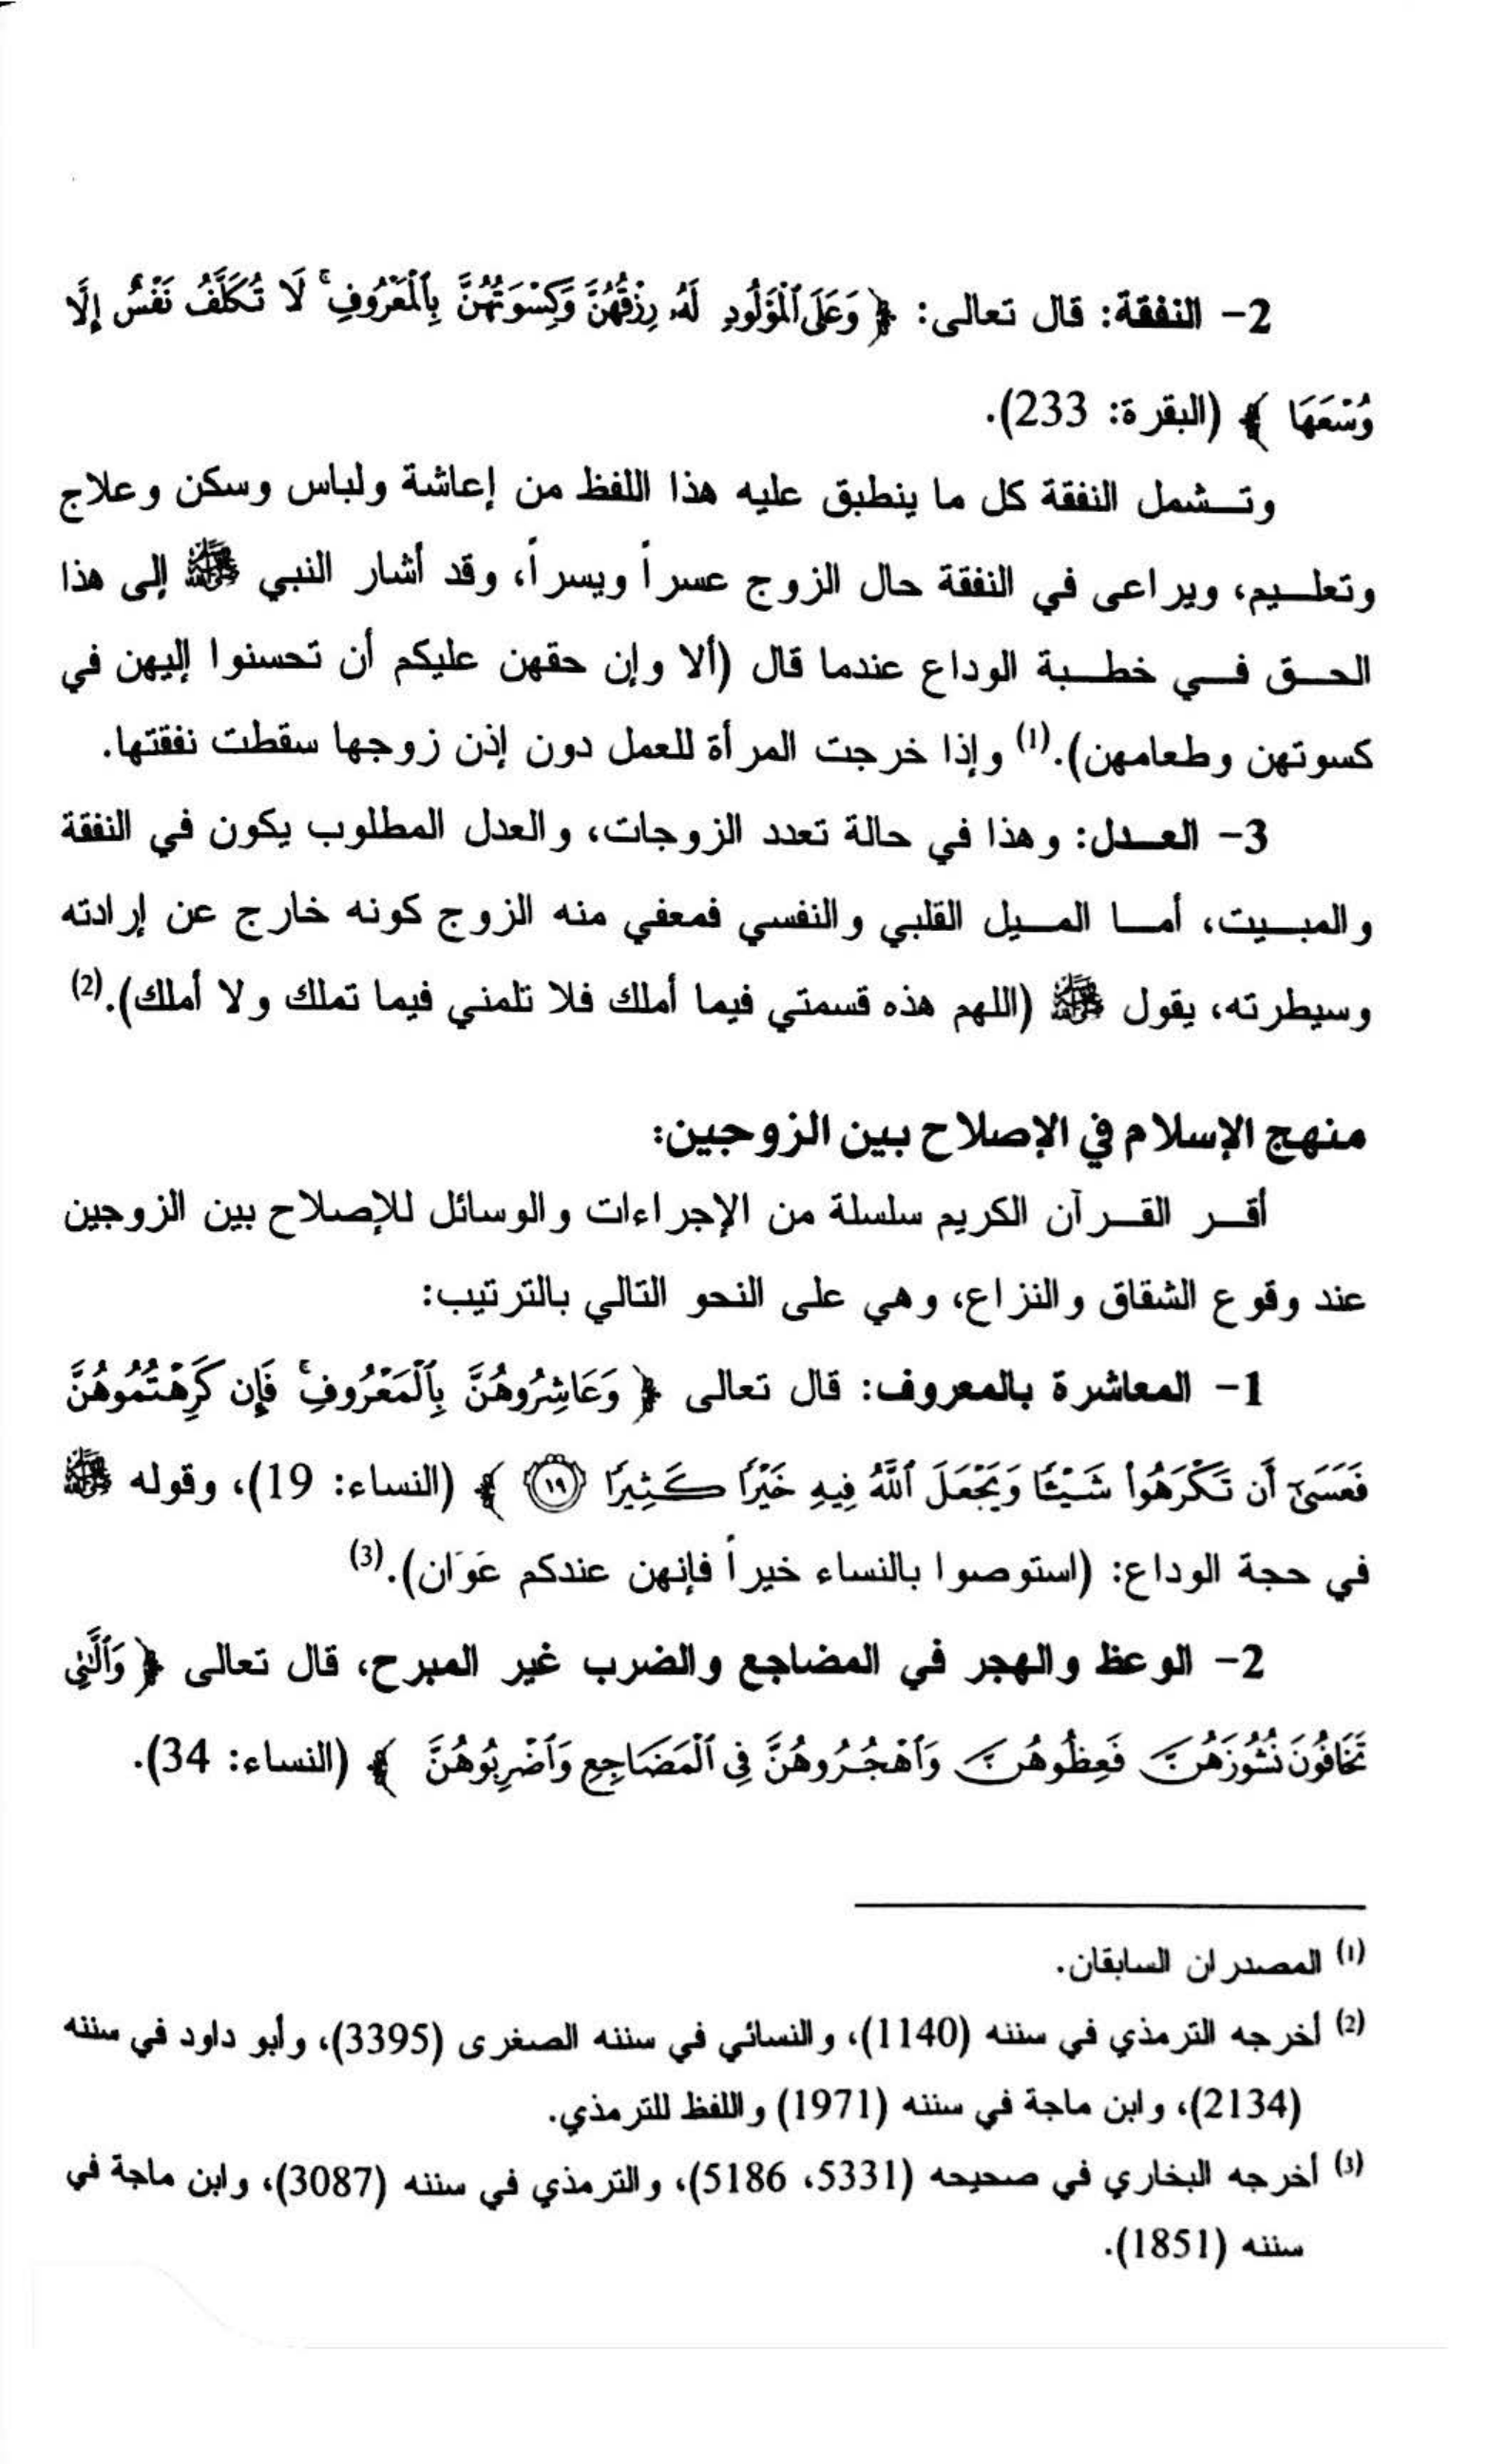 2- النفقة: قال تعالى: ﴿ وَعَلَى ٱلْمَوْلُودِ لَهُۥ رِزْقُهُنَّ وَكِسْوَتُهُنَّ بِٱلْمَعْرُوفِ ۚ لَا تُكَلَّفُ نَفْسٌ إِلَّا
وُسْعَهَا ﴾ (البقرة: 233).
وتشمل النفقة كل ما ينطبق عليه هذا اللفظ من إعاشة ولباس وسكن وعلاج
وتعليم، ويراعى في النفقة حال الزوج عسراً ويسراً، وقد أشار النبي ﷺ إلى هذا
الحق في خطبة الوداع عندما قال (ألا وإن حقهن عليكم أن تحسنوا إليهن في
كسوتهن وطعامهن).(1) وإذا خرجت المرأة للعمل دون إذن زوجها سقطت نفقتها.
3- العدل: وهذا في حالة تعدد الزوجات، والعدل المطلوب يكون في النفقة
والمبيت، أما الميل القلبي والنفسي فمعفي منه الزوج كونه خارج عن إرادته
وسيطرته، يقول ﷺ (اللهم هذه قسمتي فيما أملك فلا تلمني فيما تملك ولا أملك).(2)
منهج الإسلام في الإصلاح بين الزوجين:
أقر القرآن الكريم سلسلة من الإجراءات والوسائل للإصلاح بين الزوجين
عند وقوع الشقاق والنزاع، وهي على النحو التالي بالترتيب:
1- المعاشرة بالمعروف: قال تعالى ﴿ وَعَاشِرُوهُنَّ بِٱلْمَعْرُوفِ ۚ فَإِن كَرِهْتُمُوهُنَّ
فَعَسَىٰٓ أَن تَكْرَهُوا۟ شَيْـًٔا وَيَجْعَلَ ٱللَّهُ فِيهِ خَيْرًا كَثِيرًا ۝١٩ ﴾ (النساء: 19)، وقوله ﷺ
في حجة الوداع: (استوصوا بالنساء خيراً فإنهن عندكم عَوَان).(3)
2- الوعظ والهجر في المضاجع والضرب غير المبرح، قال تعالى ﴿ وَٱلَّـٰتِى
تَخَافُونَ نُشُوزَهُنَّ فَعِظُوهُنَّ وَٱهْجُرُوهُنَّ فِى ٱلْمَضَاجِعِ وَٱضْرِبُوهُنَّ ﴾ (النساء: 34).
(1) المصدران السابقان.
(2) أخرجه الترمذي في سننه (1140)، والنسائي في سننه الصغرى (3395)، وأبو داود في سننه
(2134)، وابن ماجة في سننه (1971) واللفظ للترمذي.
(3) أخرجه البخاري في صحيحه (5331، 5186)، والترمذي في سننه (3087)، وابن ماجة في
سننه (1851).